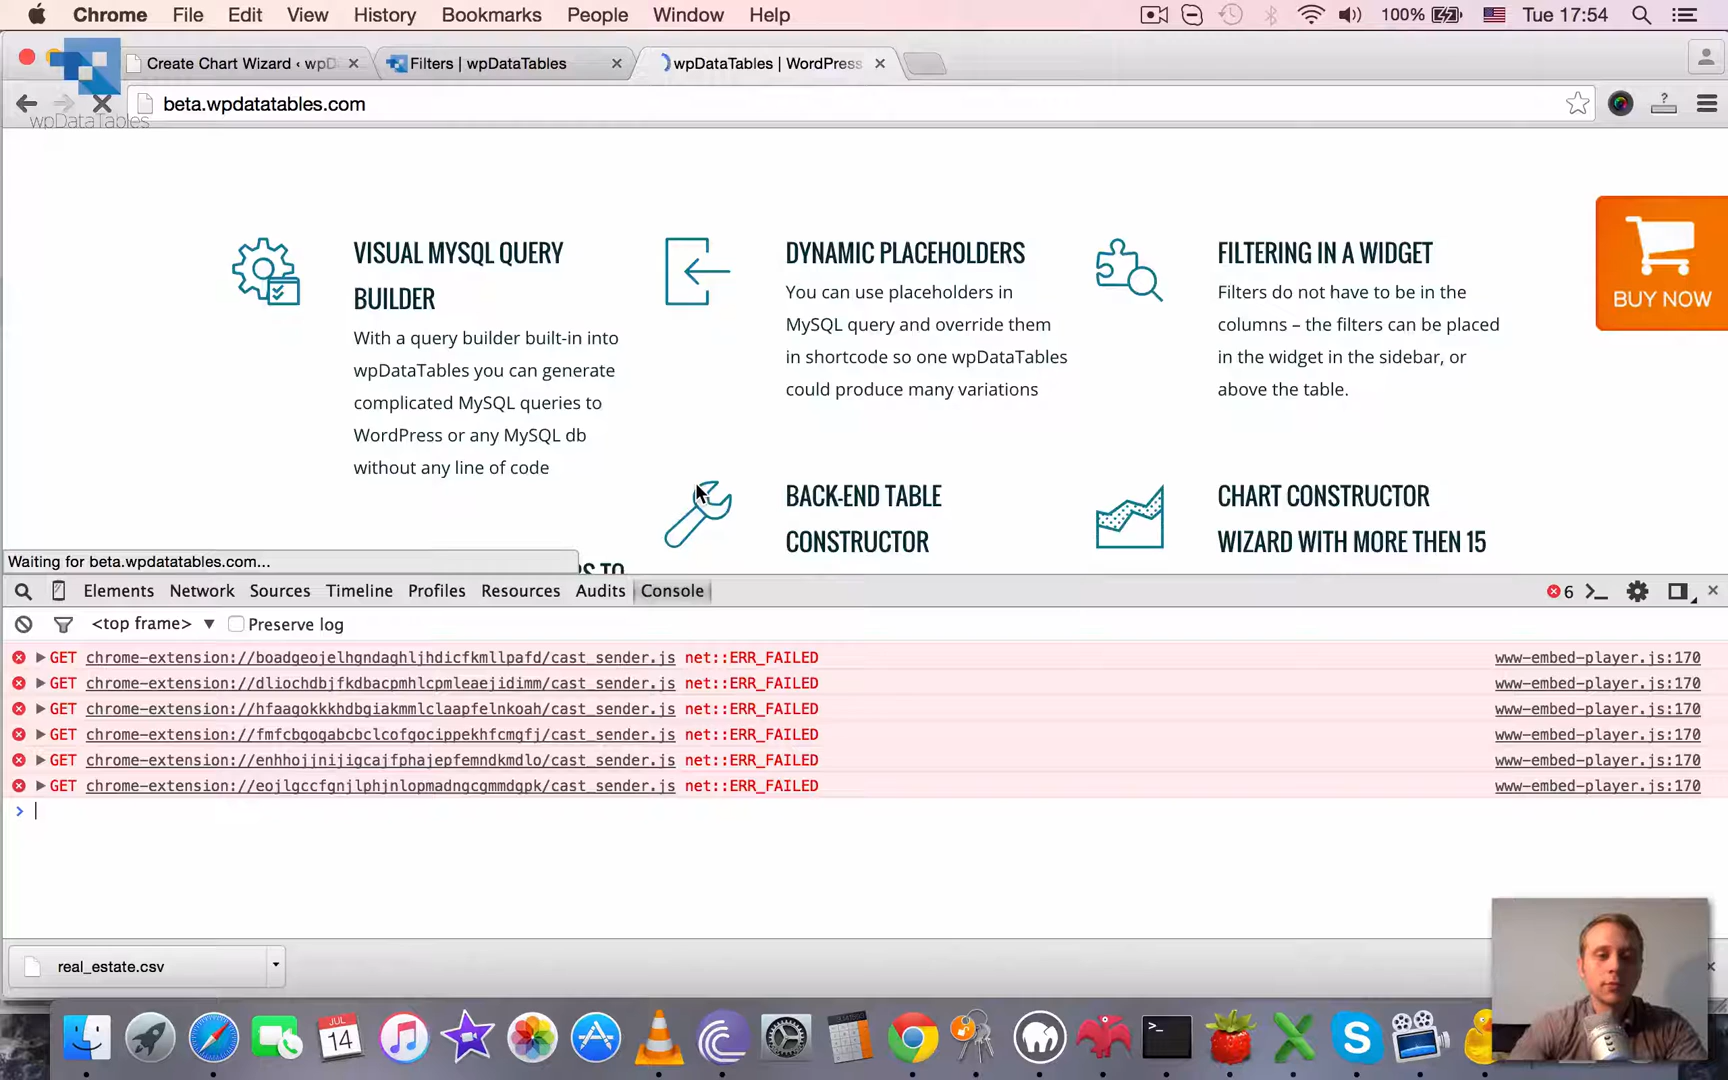 Chrome File Edit View History Bookmarks People Window Help 100% Tue 17:54
Create Chart Wizard ‹ wpD Filters | wpDataTables wpDataTables | WordPress
beta.wpdatatables.com
wpDataTables
VISUAL MYSQL QUERY
BUILDER
With a query builder built-in into
wpDataTables you can generate
complicated MySQL queries to
WordPress or any MySQL db
without any line of code
DYNAMIC PLACEHOLDERS
You can use placeholders in
MySQL query and override them
in shortcode so one wpDataTables
could produce many variations
FILTERING IN A WIDGET
Filters do not have to be in the
columns – the filters can be placed
in the widget in the sidebar, or
above the table.
BUY NOW
BACK-END TABLE
CONSTRUCTOR
CHART CONSTRUCTOR
WIZARD WITH MORE THEN 15
Waiting for beta.wpdatatables.com...
Elements Network Sources Timeline Profiles Resources Audits Console 6
<top frame> Preserve log
GET chrome-extension://boadgeojelhgndaghljhdicfkmllpafd/cast_sender.js net::ERR_FAILED www-embed-player.js:170
GET chrome-extension://dliochdbjfkdbacpmhlcpmleaejidimm/cast_sender.js net::ERR_FAILED www-embed-player.js:170
GET chrome-extension://hfaagokkkhdbgiakmmlclaapfelnkoah/cast_sender.js net::ERR_FAILED www-embed-player.js:170
GET chrome-extension://fmfcbgogabcbclcofgocippekhfcmgfj/cast_sender.js net::ERR_FAILED www-embed-player.js:170
GET chrome-extension://enhhojjnijigcajfphajepfemndkmdlo/cast_sender.js net::ERR_FAILED www-embed-player.js:170
GET chrome-extension://eojlgccfgnjlphjnlopmadngcgmmdgpk/cast_sender.js net::ERR_FAILED www-embed-player.js:170
real_estate.csv
JUL
14